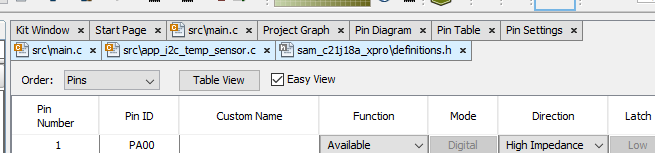 Kit Window Start Page src\main.c Project Graph Pin Diagram Pin Table Pin Settings
src\main.c src\app_i2c_temp_sensor.c sam_c21j18a_xpro\definitions.h
Order: Pins Table View Easy View
Pin Number Pin ID Custom Name Function Mode Direction Latch
1 PA00 Available Digital High Impedance Low